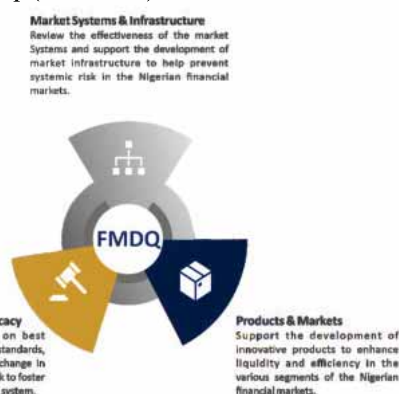 Market Systems & Infrastructure
Review the effectiveness of the market
Systems and support the development of
market infrastructure to help prevent
systemic risk in the Nigerian financial
markets.
FMDQ
on best
standards,
change in
to foster
system.
Products & Markets
Support the development of
innovative products to enhance
liquidity and efficiency in the
various segments of the Nigerian
financial markets.